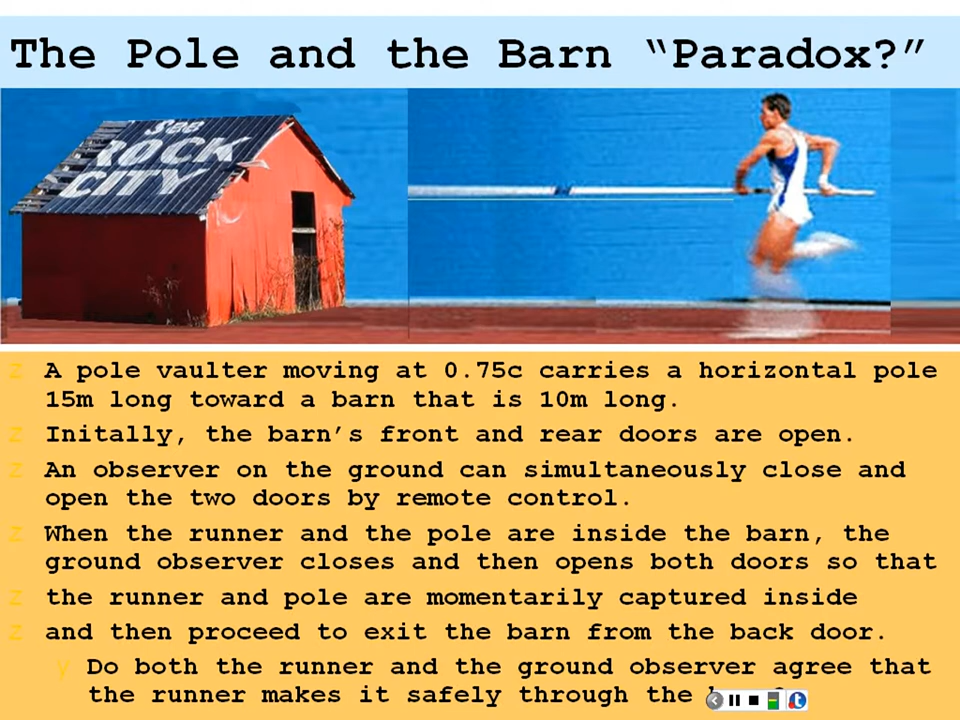 The Pole and the Barn “Paradox?”
See
ROCK
CITY
A pole vaulter moving at 0.75c carries a horizontal pole
15m long toward a barn that is 10m long.
Initally, the barn’s front and rear doors are open.
An observer on the ground can simultaneously close and
open the two doors by remote control.
When the runner and the pole are inside the barn, the
ground observer closes and then opens both doors so that
the runner and pole are momentarily captured inside
and then proceed to exit the barn from the back door.
Do both the runner and the ground observer agree that
the runner makes it safely through the